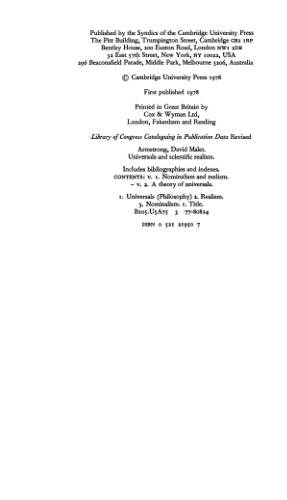 Published by the Syndics of the Cambridge University Press
The Pitt Building, Trumpington Street, Cambridge CB2 1RP
Bentley House, 200 Euston Road, London NW1 2DB
32 East 57th Street, New York, NY 10022, USA
296 Beaconsfield Parade, Middle Park, Melbourne 3206, Australia
© Cambridge University Press 1978
First published 1978
Printed in Great Britain by
Cox & Wyman Ltd,
London, Fakenham and Reading
Library of Congress Cataloguing in Publication Data Revised
Armstrong, David Malet.
Universals and scientific realism.
Includes bibliographies and indexes.
CONTENTS: v. 1. Nominalism and realism.
– v. 2. A theory of universals.
1. Universals (Philosophy) 2. Realism.
3. Nominalism. 1. Title.
B105.U5A75 3 77-80824
ISBN 0 521 21950 7